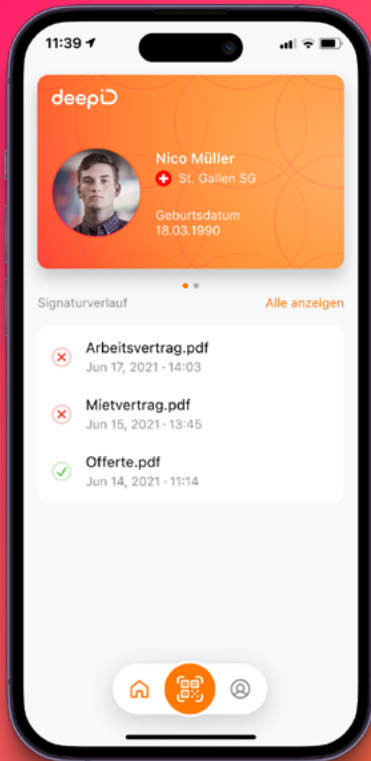 11:39
deepiD
Nico Müller
St. Gallen SG
Geburtsdatum
18.03.1990
Signaturverlauf
Alle anzeigen
Arbeitsvertrag.pdf
Jun 17, 2021 · 14:03
Mietvertrag.pdf
Jun 15, 2021 · 13:45
Offerte.pdf
Jun 14, 2021 · 11:14